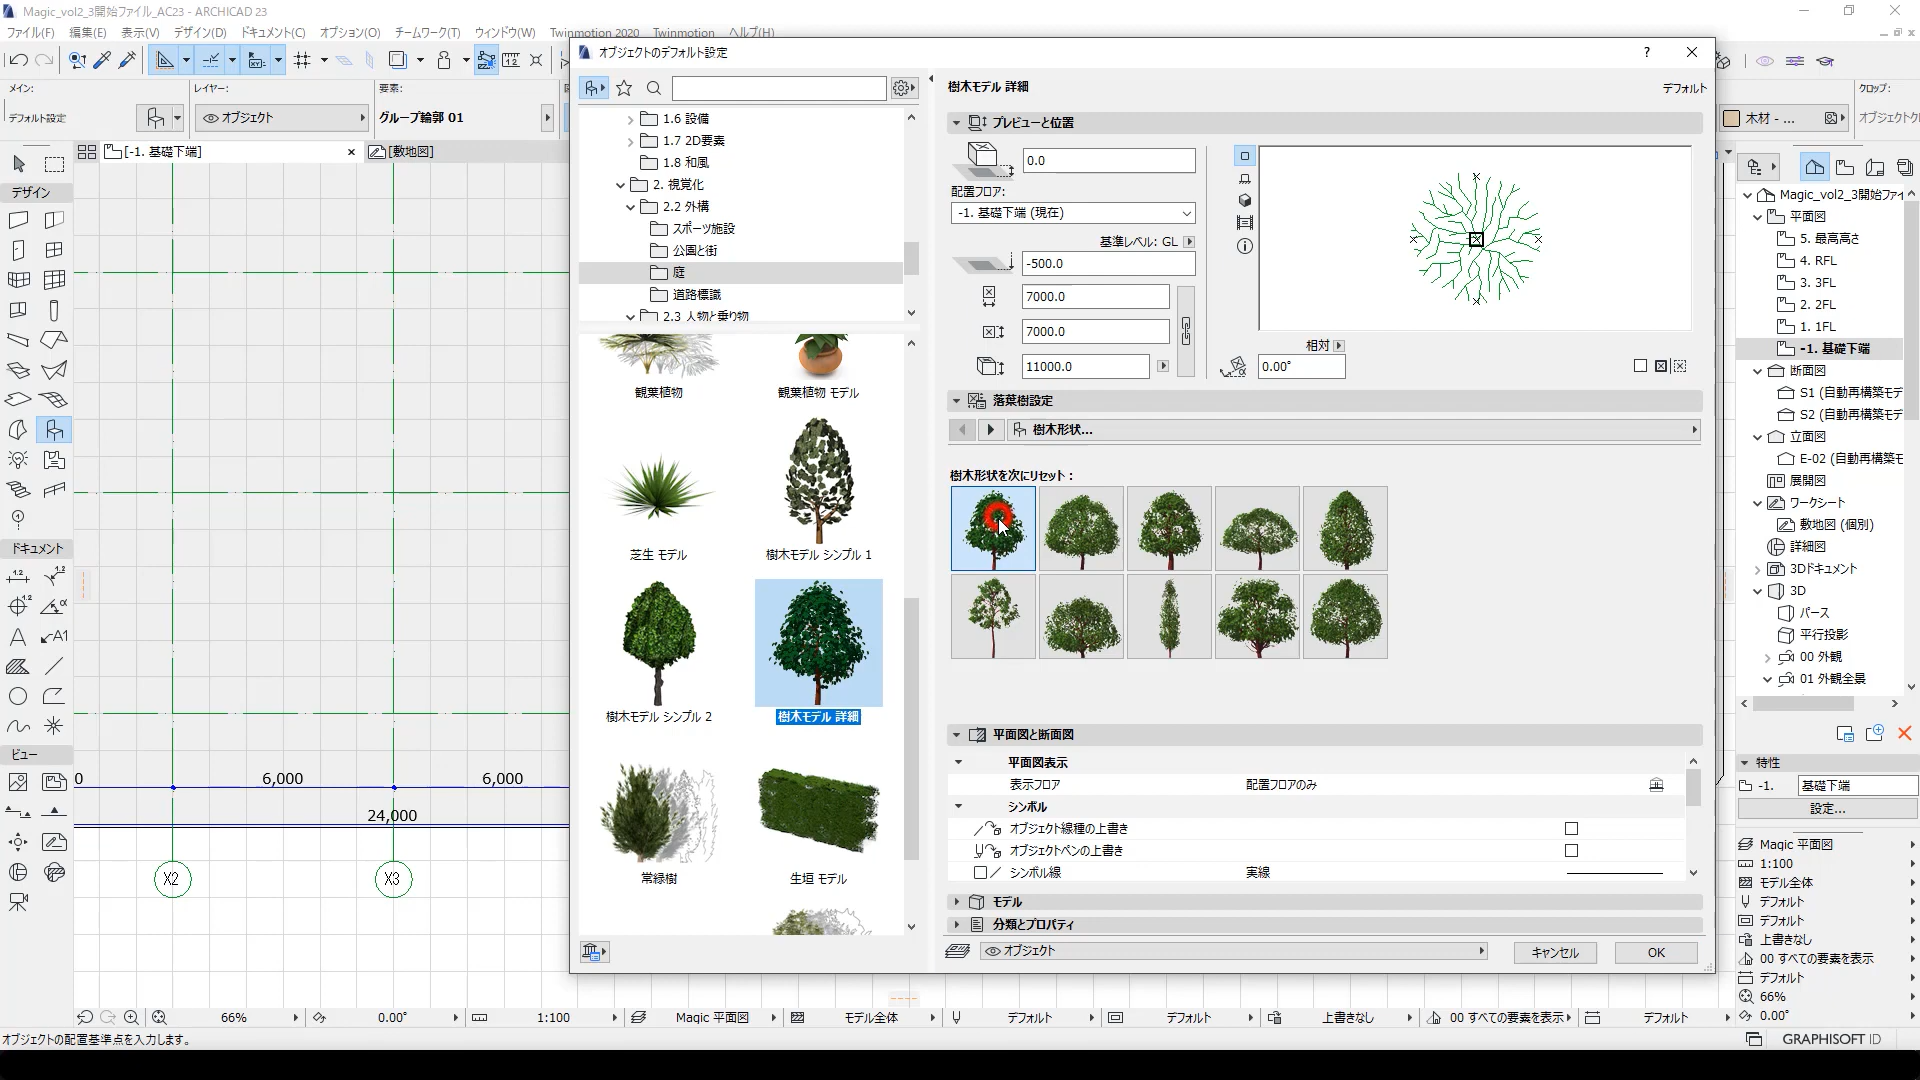 Magic_vol2_3開始ファイル_AC23 - ARCHICAD 23
ファイル(F) 編集(E) 表示(V) デザイン(D) ドキュメント(C) オプション(O) チームワーク(T) ウィンドウ(W) Twinmotion 2020 Twinmotion ヘルプ(H)
メイン:
デフォルト設定
レイヤー:
オブジェクト
要素:
グループ輪郭 01
[-1. 基礎下端]
[敷地図]
デザイン
ドキュメント
ビュー
0
6,000
6,000
24,000
X2
X3
オブジェクトのデフォルト設定
1.6 設備
1.7 2D要素
1.8 和風
2. 視覚化
2.2 外構
スポーツ施設
公園と街
庭
道路標識
2.3 人物と乗り物
観葉植物
観葉植物 モデル
芝生 モデル
樹木モデル シンプル 1
樹木モデル シンプル 2
樹木モデル 詳細
常緑樹
生垣 モデル
樹木モデル 詳細
デフォルト
プレビューと位置
0.0
配置フロア:
-1. 基礎下端 (現在)
基準レベル: GL
-500.0
7000.0
7000.0
11000.0
相対
0.00°
落葉樹設定
樹木形状...
樹木形状を次にリセット :
平面図と断面図
平面図表示
表示フロア 配置フロアのみ
シンボル
オブジェクト線種の上書き
オブジェクトペンの上書き
シンボル線 実線
モデル
分類とプロパティ
オブジェクト
キャンセル
OK
クロップ:
木材 - ...
オブジェクトク
Magic_vol2_3開始ファイ
平面図
5. 最高高さ
4. RFL
3. 3FL
2. 2FL
1. 1FL
-1. 基礎下端
断面図
S1 (自動再構築モデ
S2 (自動再構築モデ
立面図
E-02 (自動再構築モ
展開図
ワークシート
敷地図 (個別)
詳細図
3Dドキュメント
3D
パース
平行投影
00 外観
01 外観全景
特性
-1. 基礎下端
設定...
Magic 平面図
1:100
モデル全体
デフォルト
デフォルト
上書きなし
00 すべての要素を表示
デフォルト
66%
0.00°
66% 0.00° 1:100 Magic 平面図 モデル全体 デフォルト デフォルト 上書きなし 00 すべての要素を表示 デフォルト
オブジェクトの配置基準点を入力します。
GRAPHISOFT ID